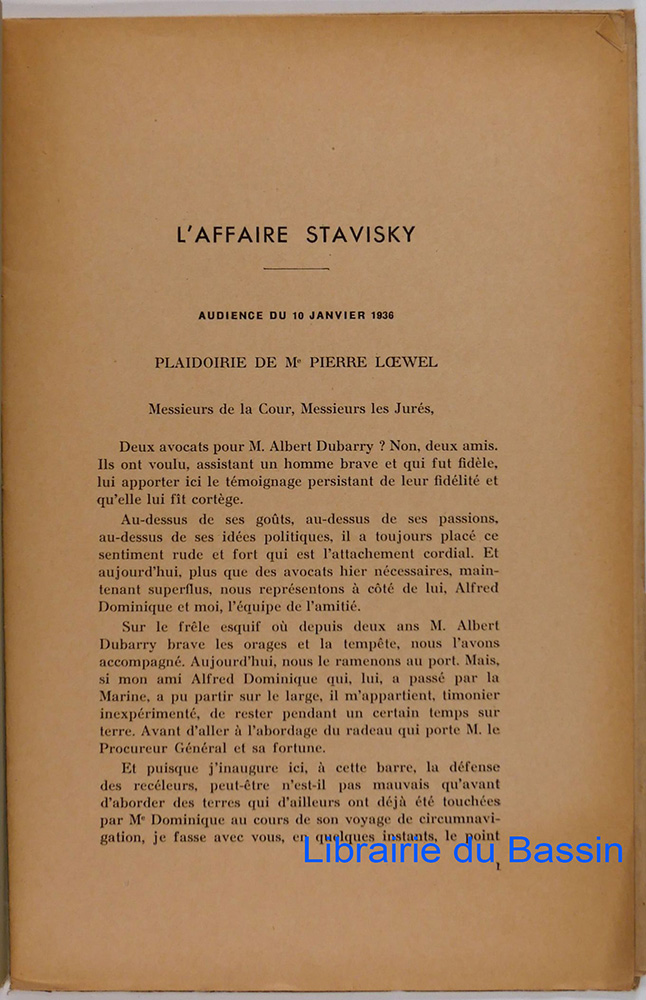 L'AFFAIRE STAVISKY
AUDIENCE DU 10 JANVIER 1936
PLAIDOIRIE DE Me PIERRE LŒWEL
Messieurs de la Cour, Messieurs les Jurés,
Deux avocats pour M. Albert Dubarry ? Non, deux amis.
Ils ont voulu, assistant un homme brave et qui fut fidèle,
lui apporter ici le témoignage persistant de leur fidélité et
qu'elle lui fît cortège.
Au-dessus de ses goûts, au-dessus de ses passions,
au-dessus de ses idées politiques, il a toujours placé ce
sentiment rude et fort qui est l'attachement cordial. Et
aujourd'hui, plus que des avocats hier nécessaires, main-
tenant superflus, nous représentons à côté de lui, Alfred
Dominique et moi, l'équipe de l'amitié.
Sur le frêle esquif où depuis deux ans M. Albert
Dubarry brave les orages et la tempête, nous l'avons
accompagné. Aujourd'hui, nous le ramenons au port. Mais,
si mon ami Alfred Dominique qui, lui, a passé par la
Marine, a pu partir sur le large, il m'appartient, timonier
inexpérimenté, de rester pendant un certain temps sur
terre. Avant d'aller à l'abordage du radeau qui porte M. le
Procureur Général et sa fortune.
Et puisque j'inaugure ici, à cette barre, la défense
des recéleurs, peut-être n'est-il pas mauvais qu'avant
d'aborder des terres qui d'ailleurs ont déjà été touchées
par Me Dominique au cours de son voyage de circumnavi-
gation, je fasse avec vous, en quelques instants, le point
Librairie du Bassin
1